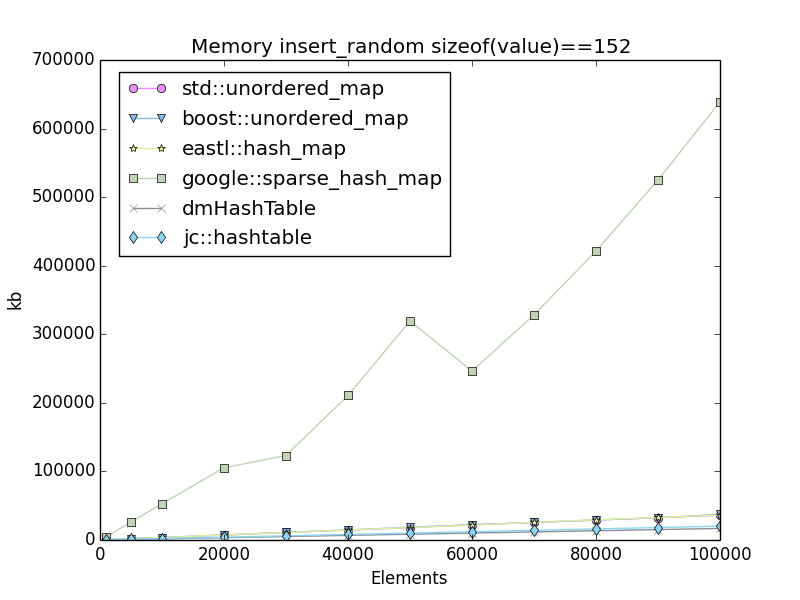 Memory insert_random sizeof(value)==152
700000
600000
500000
400000
300000
200000
100000
0
kb
std::unordered_map
boost::unordered_map
eastl::hash_map
google::sparse_hash_map
dmHashTable
jc::hashtable
0 20000 40000 60000 80000 100000
Elements